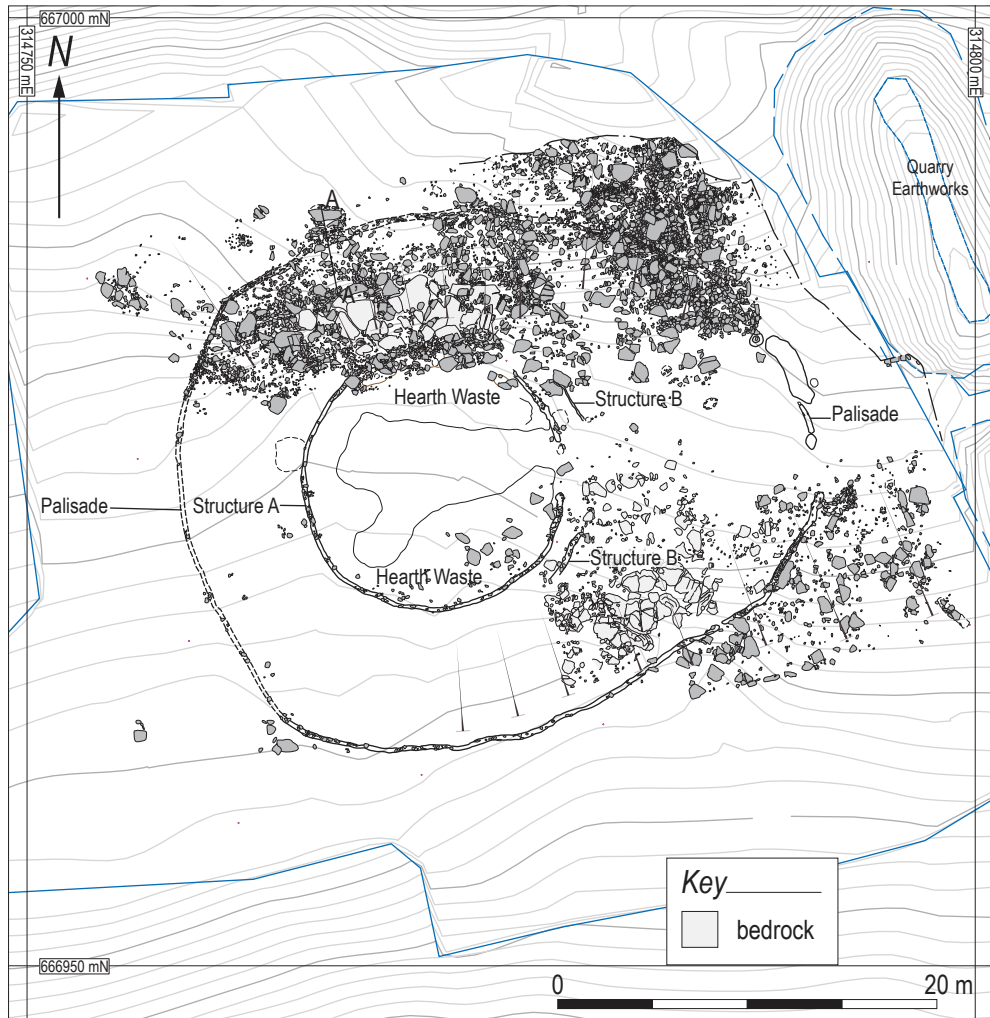 667000 mN
314750 mE
314800 mE
N
Quarry
Earthworks
A
A
Hearth Waste
Structure B
Palisade
Palisade
Structure A
Structure B
Hearth Waste
Key
bedrock
666950 mN
0
20 m